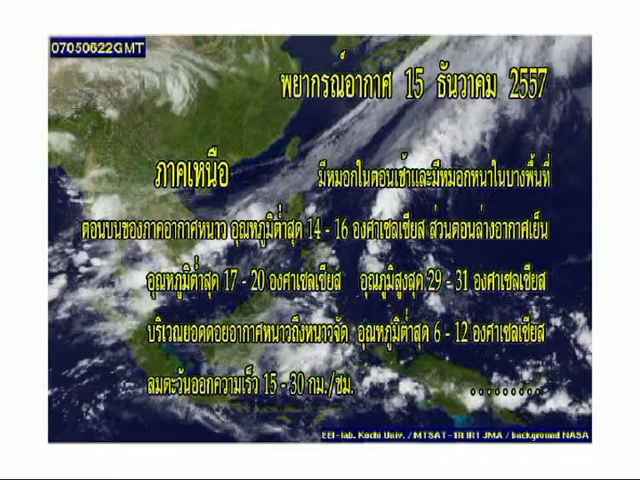 07050622GMT
พยากรณ์อากาศ 15 ธันวาคม 2557
ภาคเหนือ มีหมอกในตอนเช้าและมีหมอกหนาในบางพื้นที่
ตอนบนของภาคอากาศหนาว อุณหภูมิต่ำสุด 14 - 16 องศาเซลเซียส ส่วนตอนล่างอากาศเย็น
อุณหภูมิต่ำสุด 17 - 20 องศาเซลเซียส อุณภูมิสูงสุด 29 - 31 องศาเซลเซียส
บริเวณยอดดอยอากาศหนาวถึงหนาวจัด อุณหภูมิต่ำสุด 6 - 12 องศาเซลเซียส
ลมตะวันออกความเร็ว 15 - 30 กม./ชม. .........
EEI-lab. Kochi Univ. / MTSAT-1R IR1 JMA / background NASA